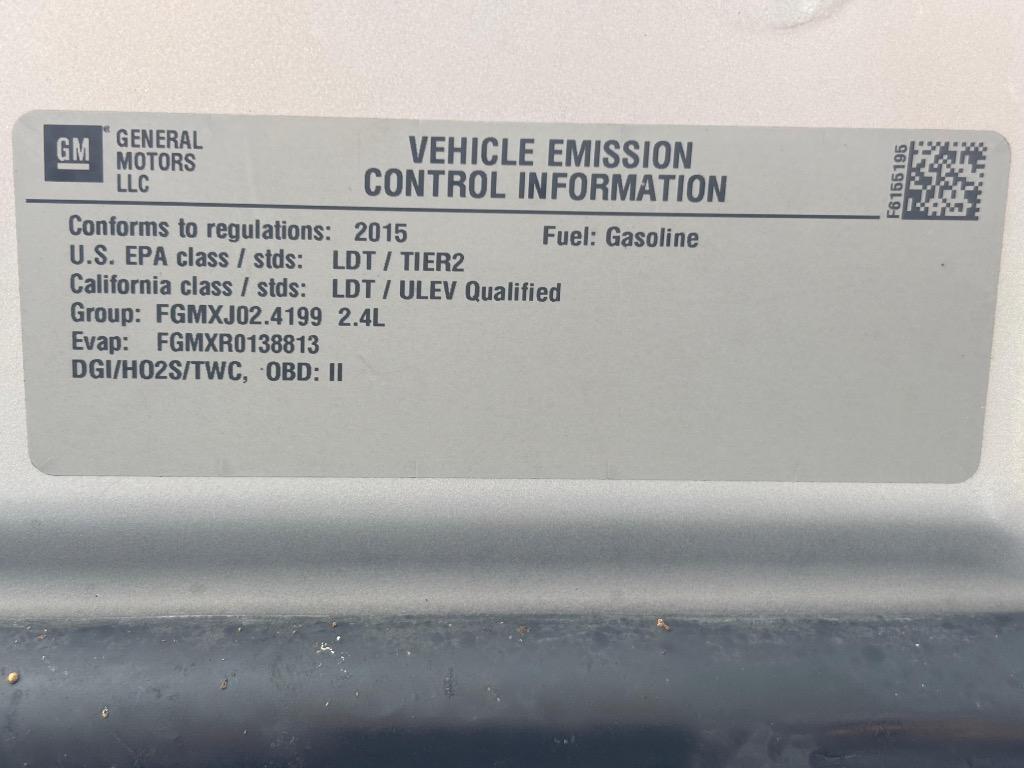 GM
GENERAL
MOTORS
LLC
VEHICLE EMISSION
CONTROL INFORMATION
F6155195
Conforms to regulations: 2015 Fuel: Gasoline
U.S. EPA class / stds: LDT / TIER2
California class / stds: LDT / ULEV Qualified
Group: FGMXJ02.4199 2.4L
Evap: FGMXR0138813
DGI/HO2S/TWC, OBD: II